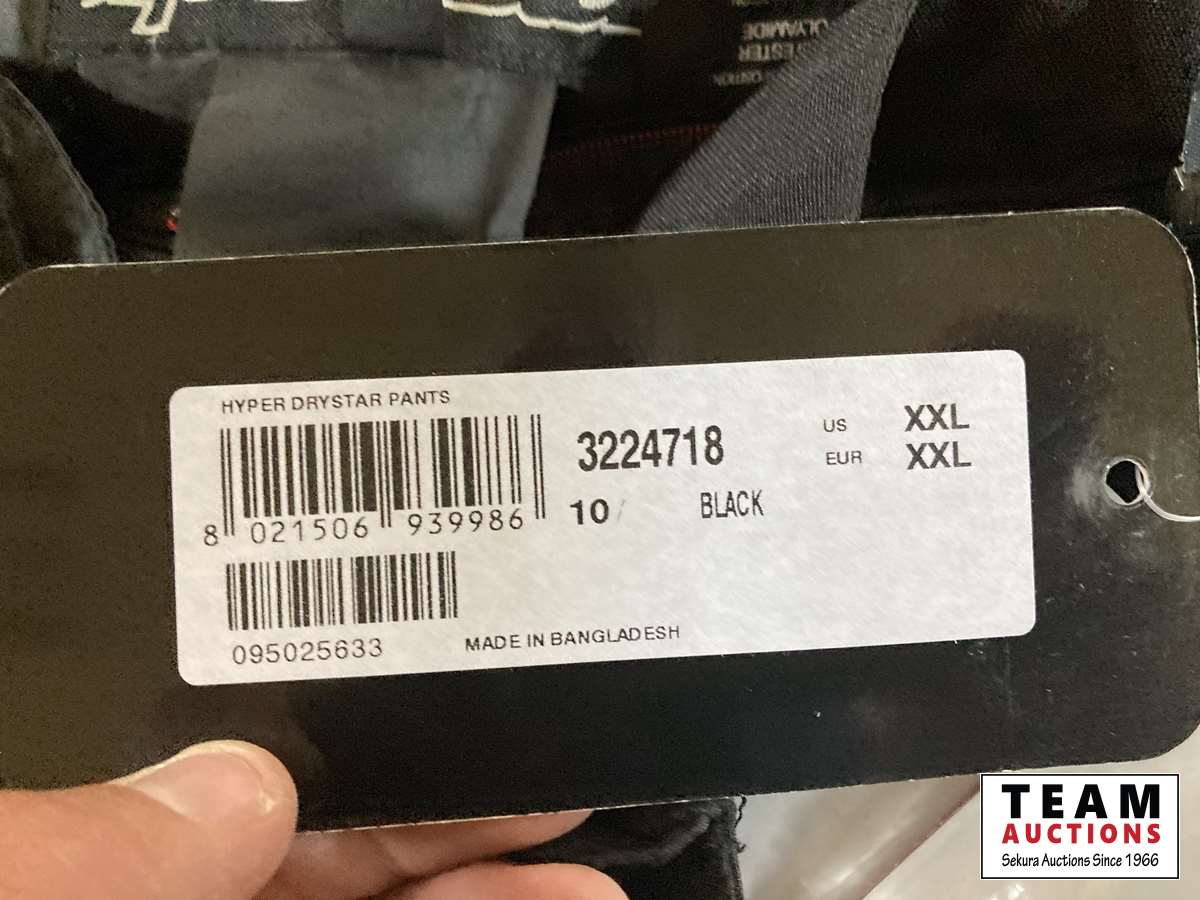 OLYAMIDE
HYPER DRYSTAR PANTS
3224718
US XXL
EUR XXL
8 021506 939986
10/ BLACK
095025633
MADE IN BANGLADESH
TEAM
AUCTIONS
Sekura Auctions Since 1966